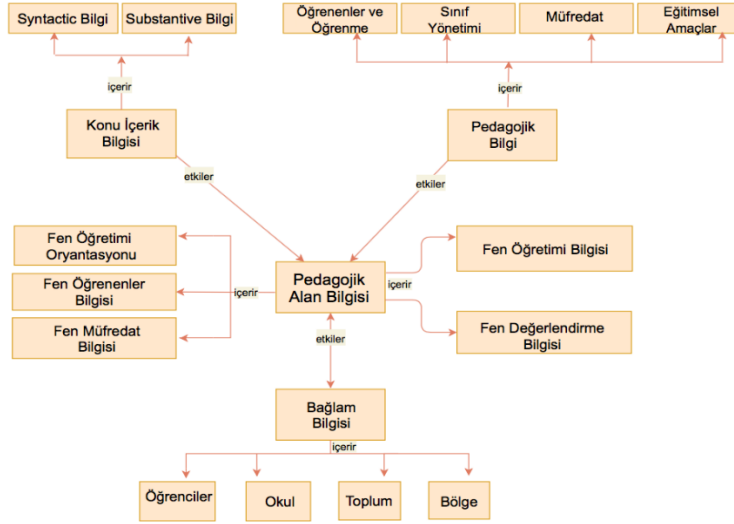 Syntactic Bilgi
Substantive Bilgi
Öğrenenler ve
Öğrenme
Sınıf
Yönetimi
Müfredat
Eğitimsel
Amaçlar
içerir
içerir
Konu İçerik
Bilgisi
Pedagojik
Bilgi
etkiler
etkiler
Fen Öğretimi
Oryantasyonu
Fen Öğrenenler
Bilgisi
Fen Müfredat
Bilgisi
içerir
Pedagojik
Alan Bilgisi
içerir
Fen Öğretimi Bilgisi
Fen Değerlendirme
Bilgisi
etkiler
Bağlam
Bilgisi
içerir
Öğrenciler
Okul
Toplum
Bölge